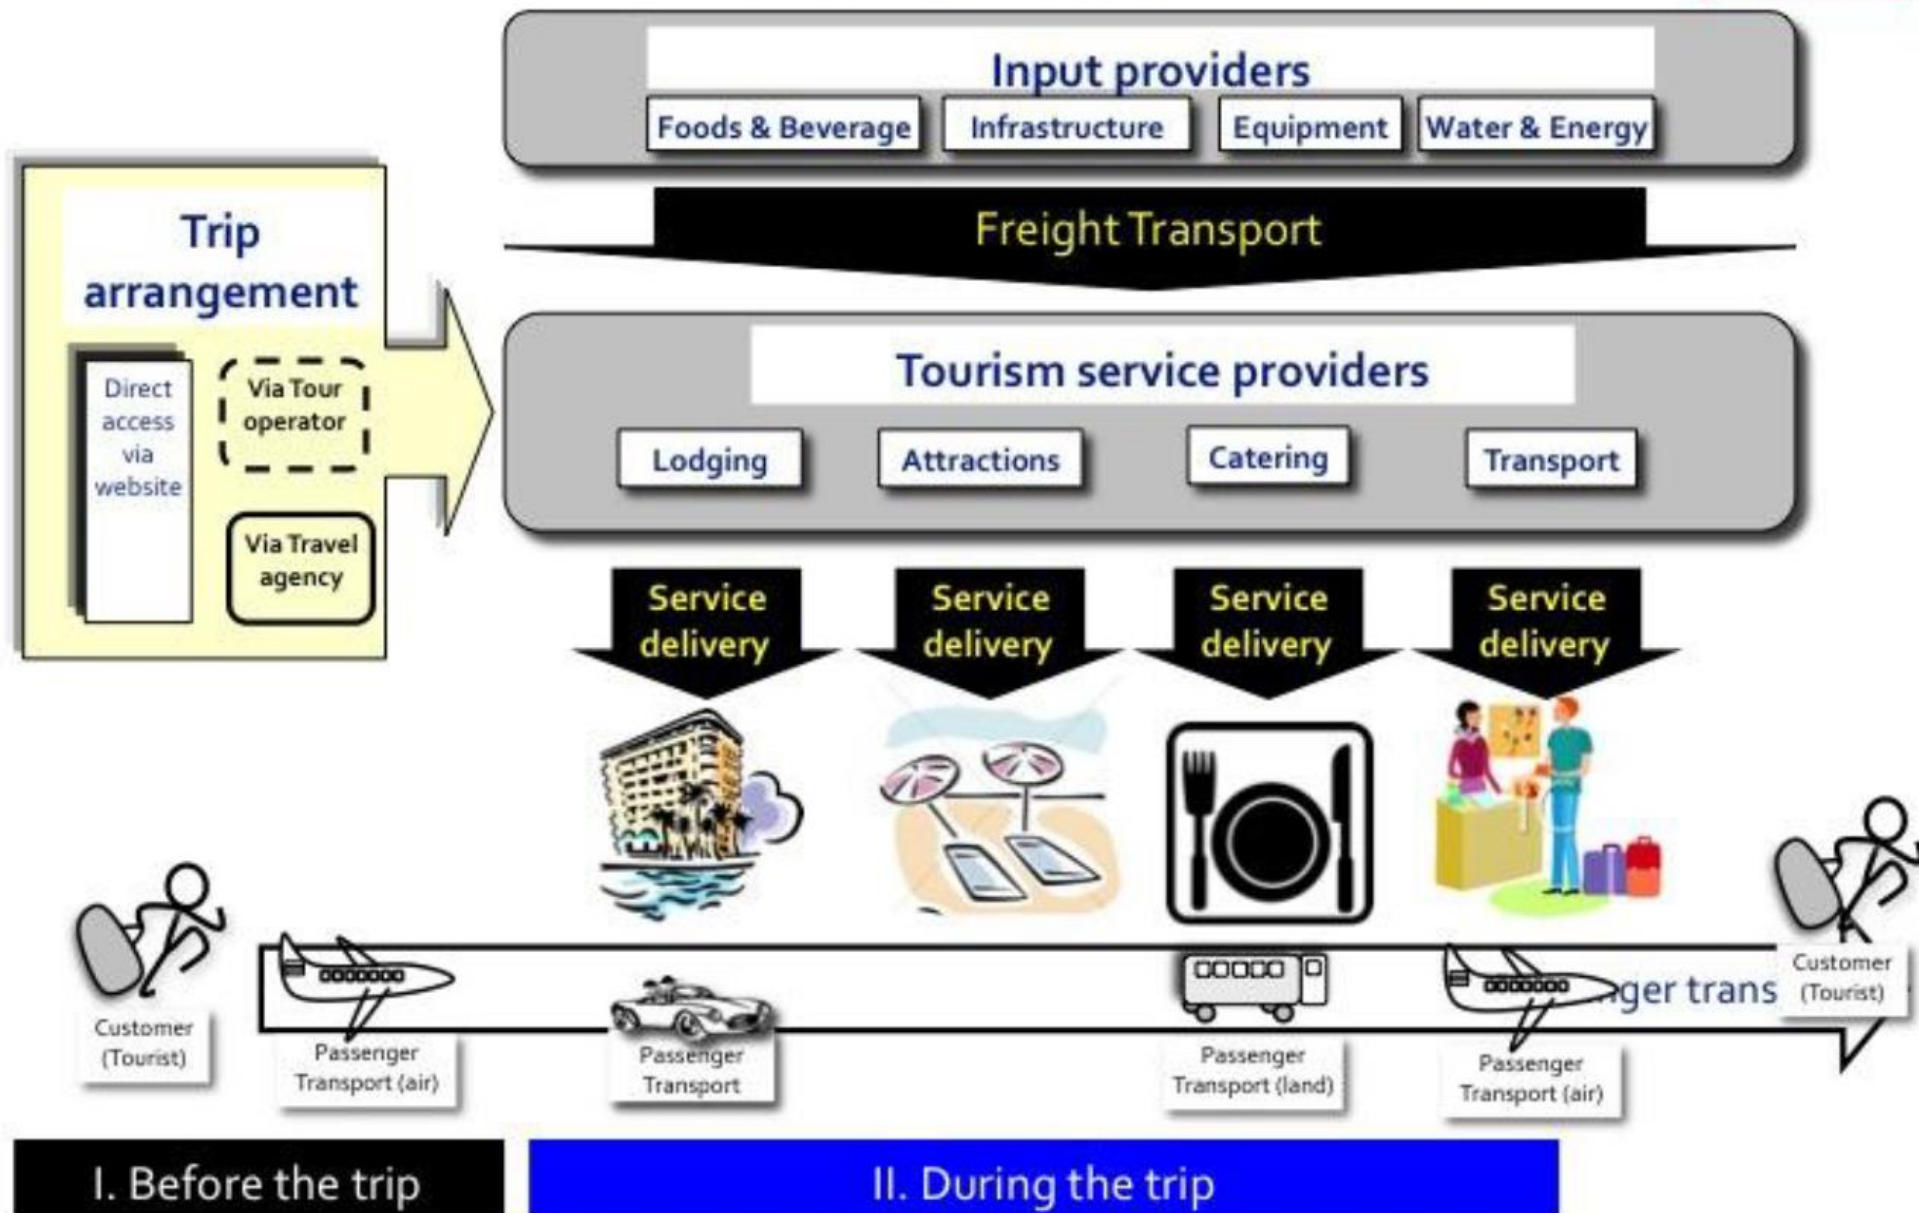 Input providers
Foods & Beverage
Infrastructure
Equipment
Water & Energy
Freight Transport
Trip
arrangement
Direct
access
via
website
Via Tour
operator
Via Travel
agency
Tourism service providers
Lodging
Attractions
Catering
Transport
Service
delivery
Service
delivery
Service
delivery
Service
delivery
Customer
(Tourist)
Passenger
Transport (air)
Passenger
Transport
Passenger
Transport (land)
Passenger
Transport (air)
nger trans
Customer
(Tourist)
I. Before the trip
II. During the trip